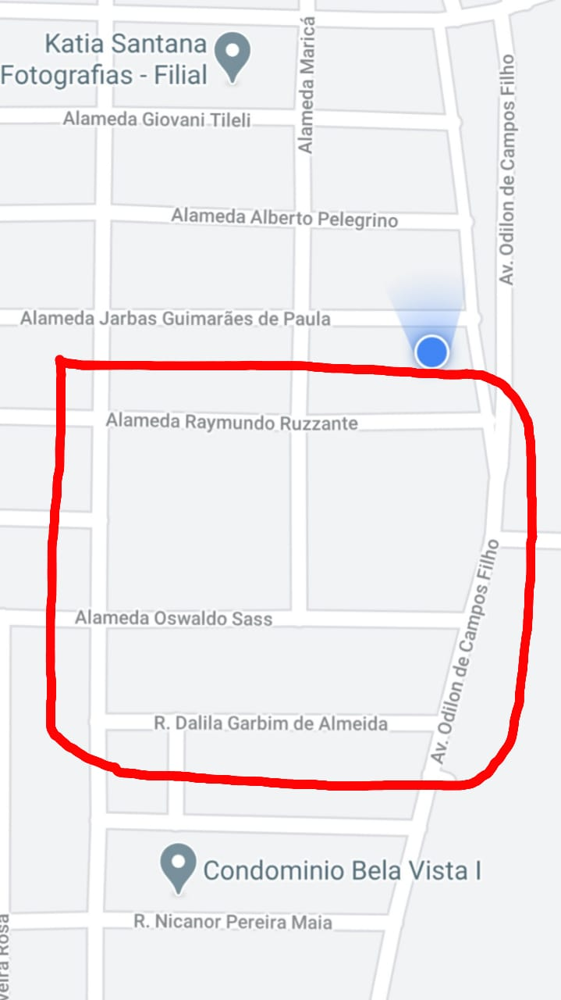 Katia Santana
Fotografias - Filial
Alameda Maricá
Av. Odilon de Campos Filho
Alameda Giovani Tileli
Alameda Alberto Pelegrino
Alameda Jarbas Guimarães de Paula
Alameda Raymundo Ruzzante
Alameda Oswaldo Sass
Av. Odilon de Campos Filho
R. Dalila Garbim de Almeida
Condominio Bela Vista I
R. Nicanor Pereira Maia
Rosa